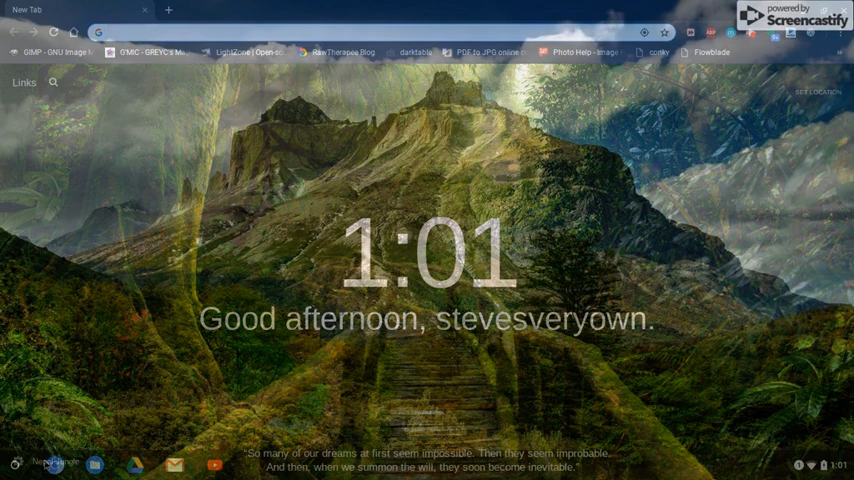 New Tab
powered by
Screencastify
GIMP - GNU Image M
G'MIC - GREYC's Ma
LightZone | Open-so
RawTherapee Blog
darktable
PDF to JPG online c
Photo Help - Image
conky
Flowblade
Links
SET LOCATION
1:01
Good afternoon, stevesveryown.
"So many of our dreams at first seem impossible. Then they seem improbable.
And then, when we summon the will, they soon become inevitable."
Nepal Jungle
1:01